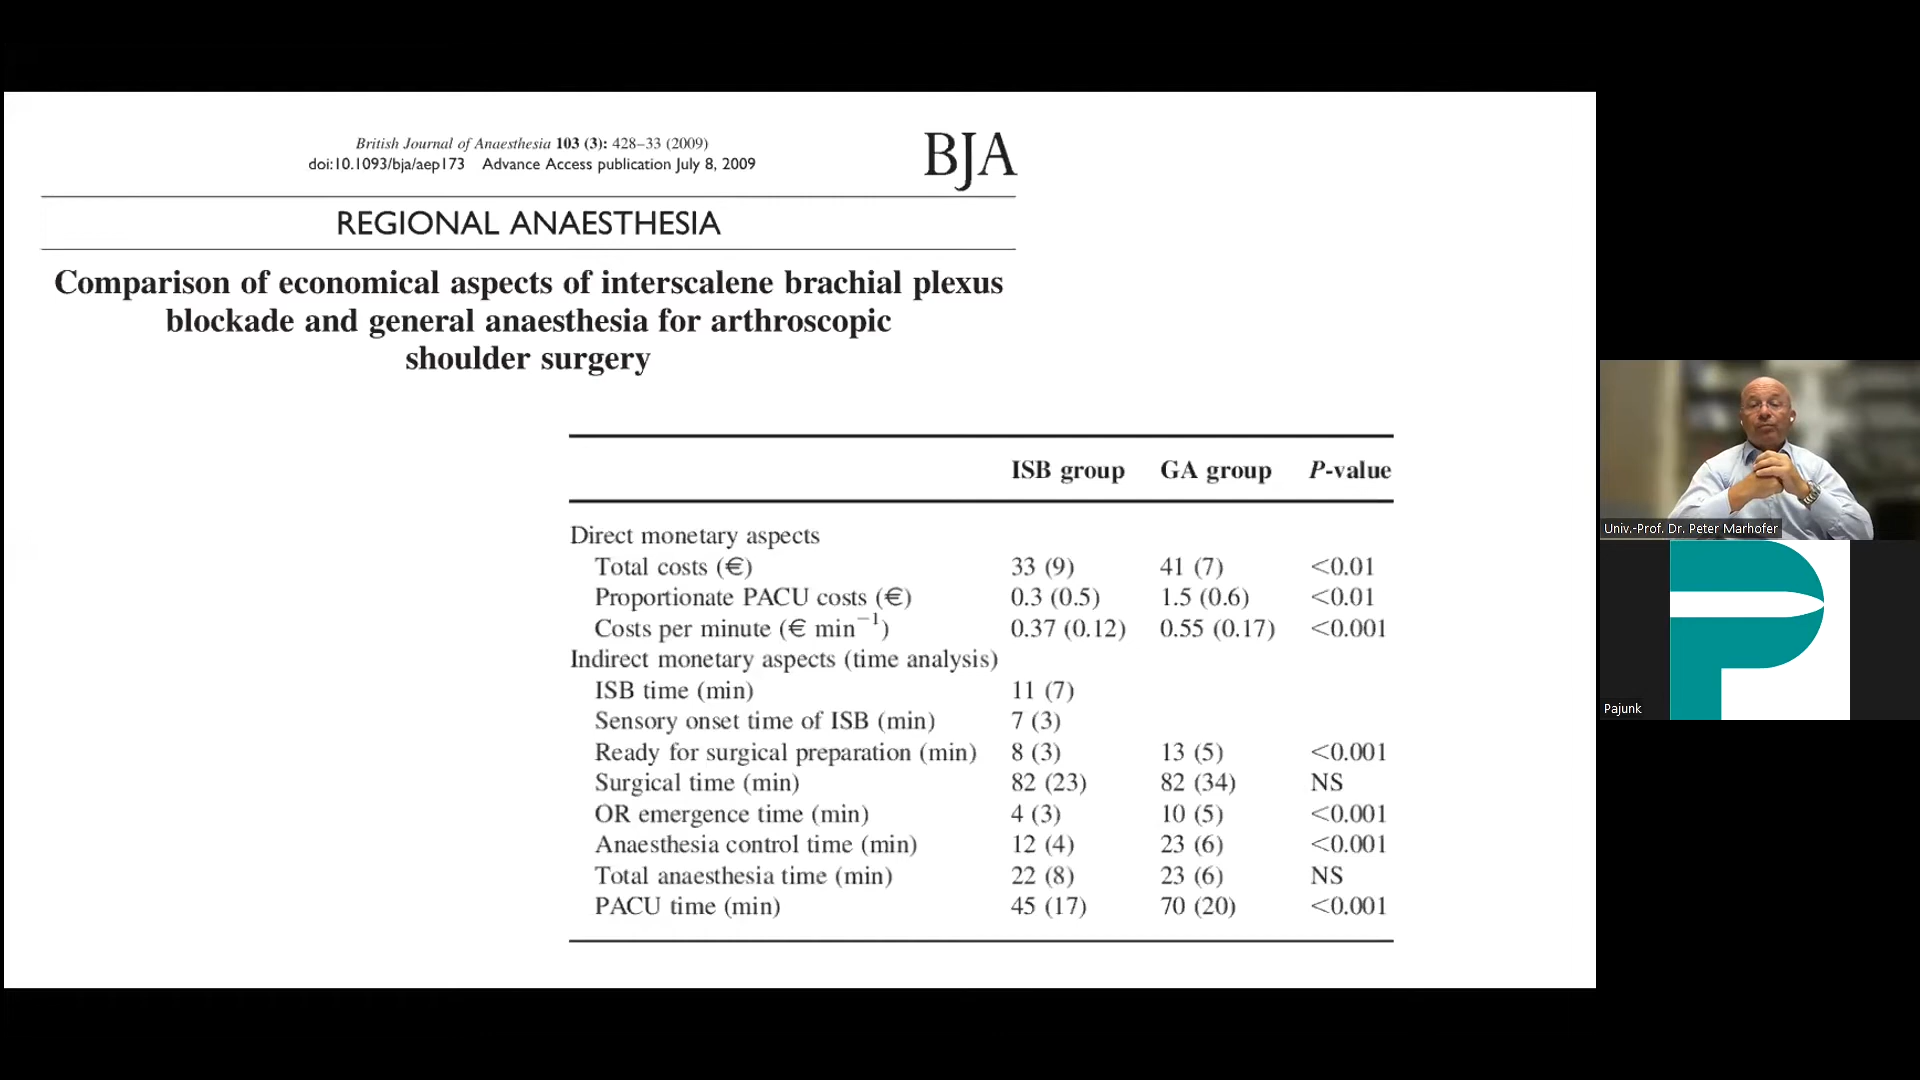 British Journal of Anaesthesia 103 (3): 428–33 (2009)
doi:10.1093/bja/aep173 Advance Access publication July 8, 2009
BJA
REGIONAL ANAESTHESIA
Comparison of economical aspects of interscalene brachial plexus
blockade and general anaesthesia for arthroscopic
shoulder surgery
ISB group GA group P-value
Direct monetary aspects
Total costs (€) 33 (9) 41 (7) <0.01
Proportionate PACU costs (€) 0.3 (0.5) 1.5 (0.6) <0.01
Costs per minute (€ min⁻¹) 0.37 (0.12) 0.55 (0.17) <0.001
Indirect monetary aspects (time analysis)
ISB time (min) 11 (7)
Sensory onset time of ISB (min) 7 (3)
Ready for surgical preparation (min) 8 (3) 13 (5) <0.001
Surgical time (min) 82 (23) 82 (34) NS
OR emergence time (min) 4 (3) 10 (5) <0.001
Anaesthesia control time (min) 12 (4) 23 (6) <0.001
Total anaesthesia time (min) 22 (8) 23 (6) NS
PACU time (min) 45 (17) 70 (20) <0.001
Univ.-Prof. Dr. Peter Marhofer
Pajunk